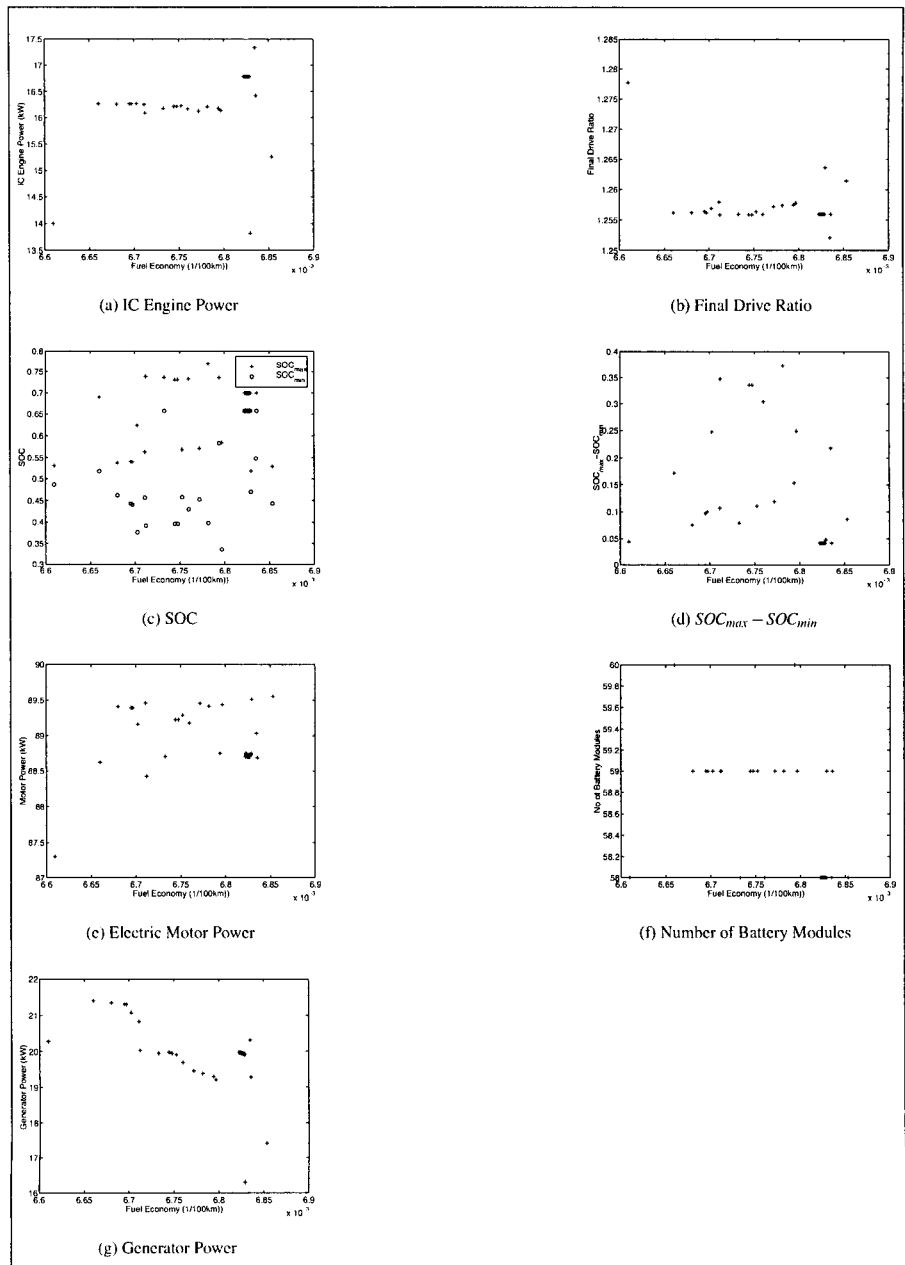 17.5
17
16.5
16
15.5
15
14.5
14
13.5
IC Engine Power (kW)
6.6 6.65 6.7 6.75 6.8 6.85 6.9
Fuel Economy (1/100km))
x 10⁻³
(a) IC Engine Power
1.285
1.28
1.275
1.27
1.265
1.26
1.255
1.25
Final Drive Ratio
6.6 6.65 6.7 6.75 6.8 6.85 6.9
Fuel Economy (1/100km))
x 10⁻³
(b) Final Drive Ratio
0.8
0.75
0.7
0.65
0.6
0.55
0.5
0.45
0.4
0.35
0.3
SOC
+ SOCmax
o SOCmin
6.6 6.65 6.7 6.75 6.8 6.85 6.9
Fuel Economy (1/100km))
x 10⁻³
(c) SOC
0.4
0.35
0.3
0.25
0.2
0.15
0.1
0.05
0
SOCmax-SOCmin
6.6 6.65 6.7 6.75 6.8 6.85 6.9
Fuel Economy (1/100km))
x 10⁻³
(d) SOCmax − SOCmin
90
89.5
89
88.5
88
87.5
87
Motor Power (kW)
6.6 6.65 6.7 6.75 6.8 6.85 6.9
Fuel Economy (1/100km))
x 10⁻³
(e) Electric Motor Power
60
59.8
59.6
59.4
59.2
59
58.8
58.6
58.4
58.2
58
No of Battery Modules
6.6 6.65 6.7 6.75 6.8 6.85 6.9
Fuel Economy (1/100km))
x 10⁻³
(f) Number of Battery Modules
22
21
20
19
18
17
16
Generator Power (kW)
6.6 6.65 6.7 6.75 6.8 6.85 6.9
Fuel Economy (1/100km))
x 10⁻³
(g) Generator Power